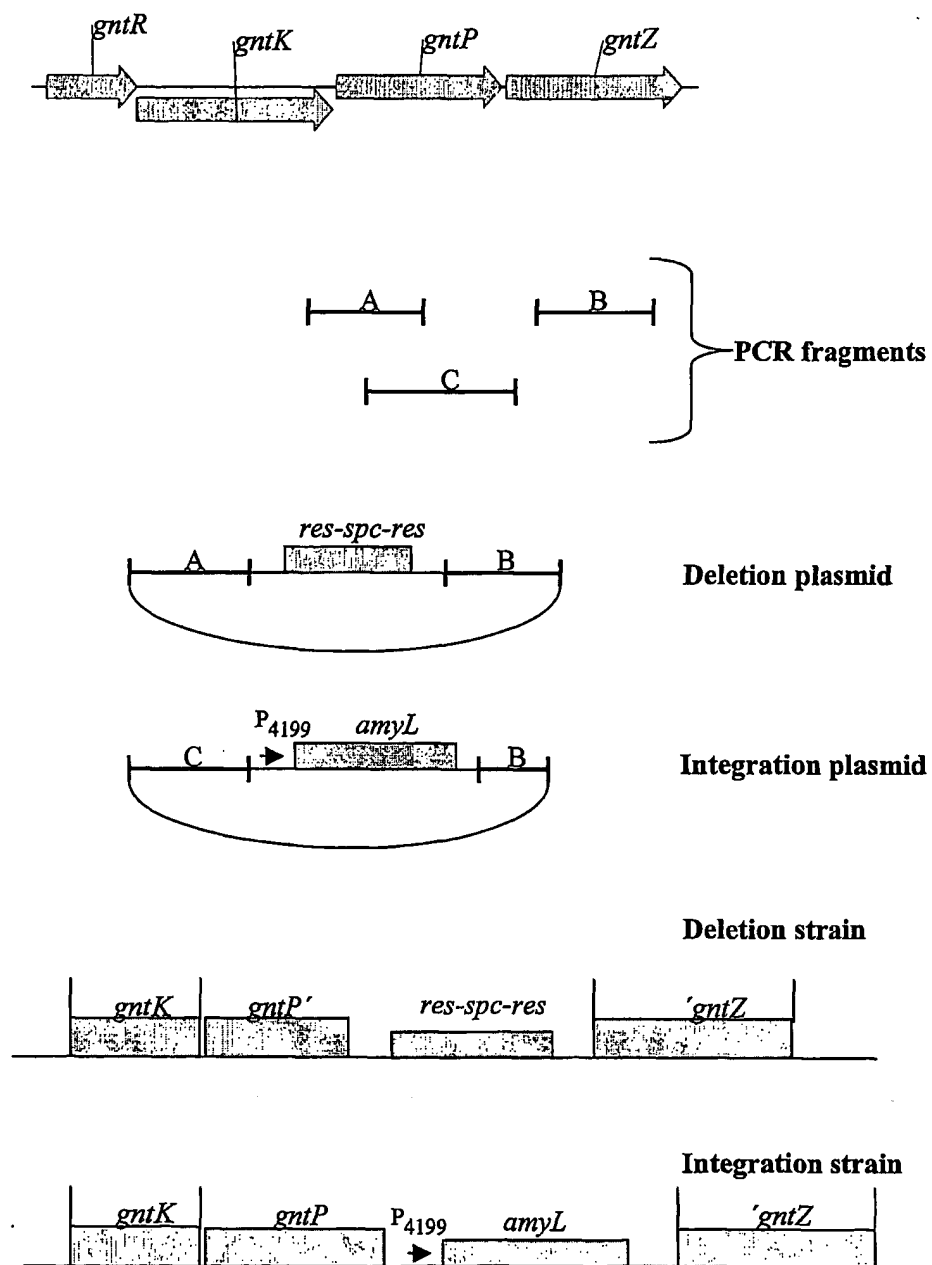 gntR
gntK
gntP
gntZ
A
B
PCR fragments
C
res-spc-res
A
B
Deletion plasmid
P4199
amyL
C
B
Integration plasmid
Deletion strain
gntK
gntP´
res-spc-res
´gntZ
Integration strain
gntK
gntP
P4199
amyL
´gntZ